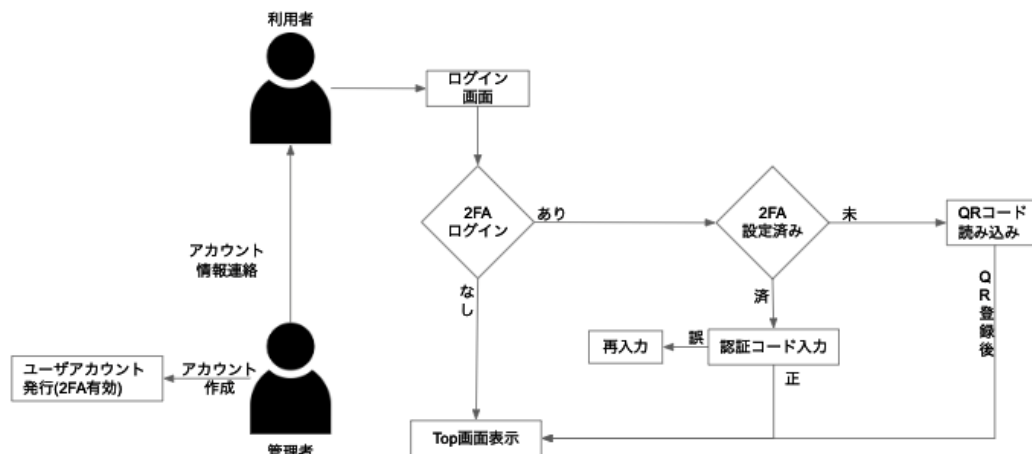 利用者
ログイン
画面
2FA
ログイン
あり
2FA
設定済み
未
QRコード
読み込み
アカウント
情報連絡
なし
済
QR登録後
再入力
誤
認証コード入力
正
ユーザアカウント
発行(2FA有効)
アカウント
作成
管理者
Top画面表示